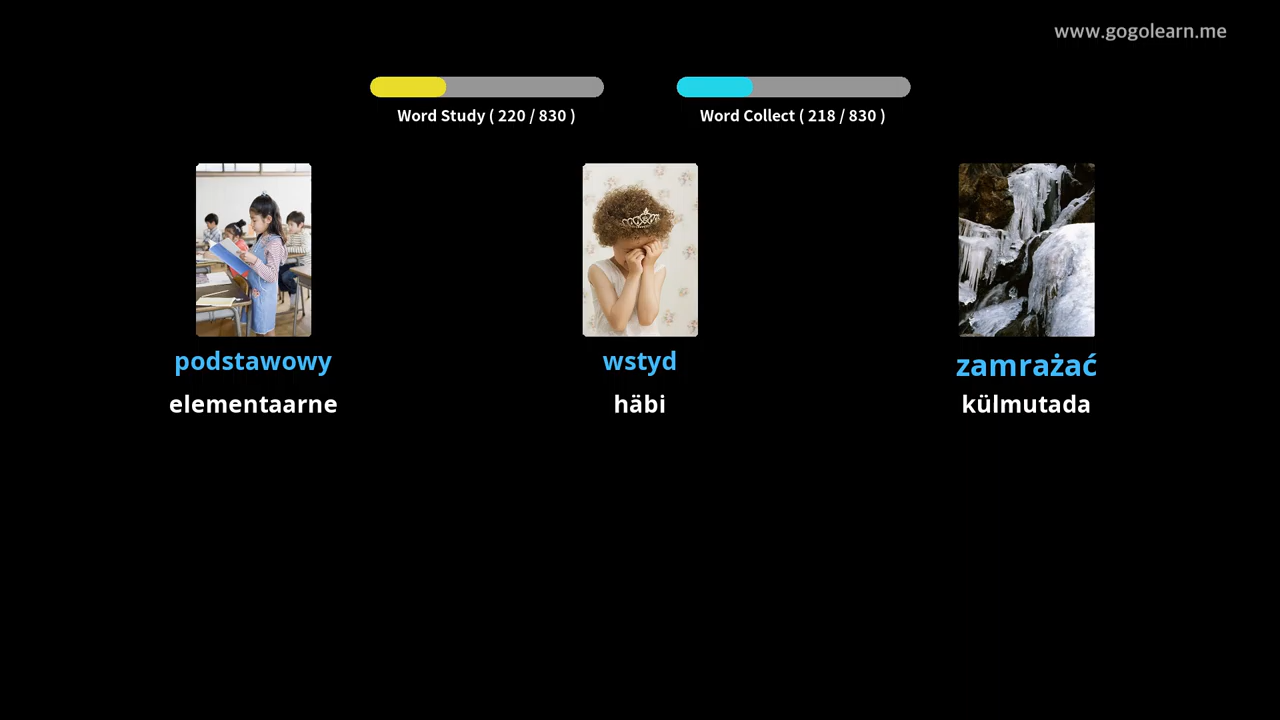 www.gogolearn.me
Word Study ( 220 / 830 )
Word Collect ( 218 / 830 )
podstawowy
wstyd
zamrażać
elementaarne
häbi
külmutada